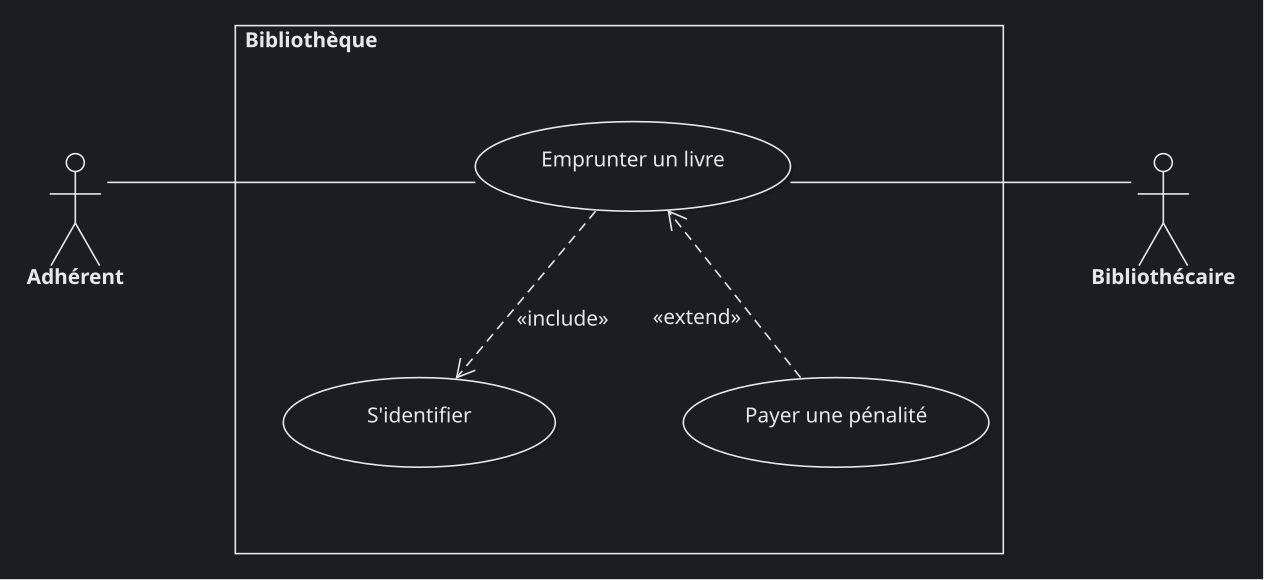 Bibliothèque
Emprunter un livre
Adhérent
Bibliothécaire
«include»
«extend»
S'identifier
Payer une pénalité